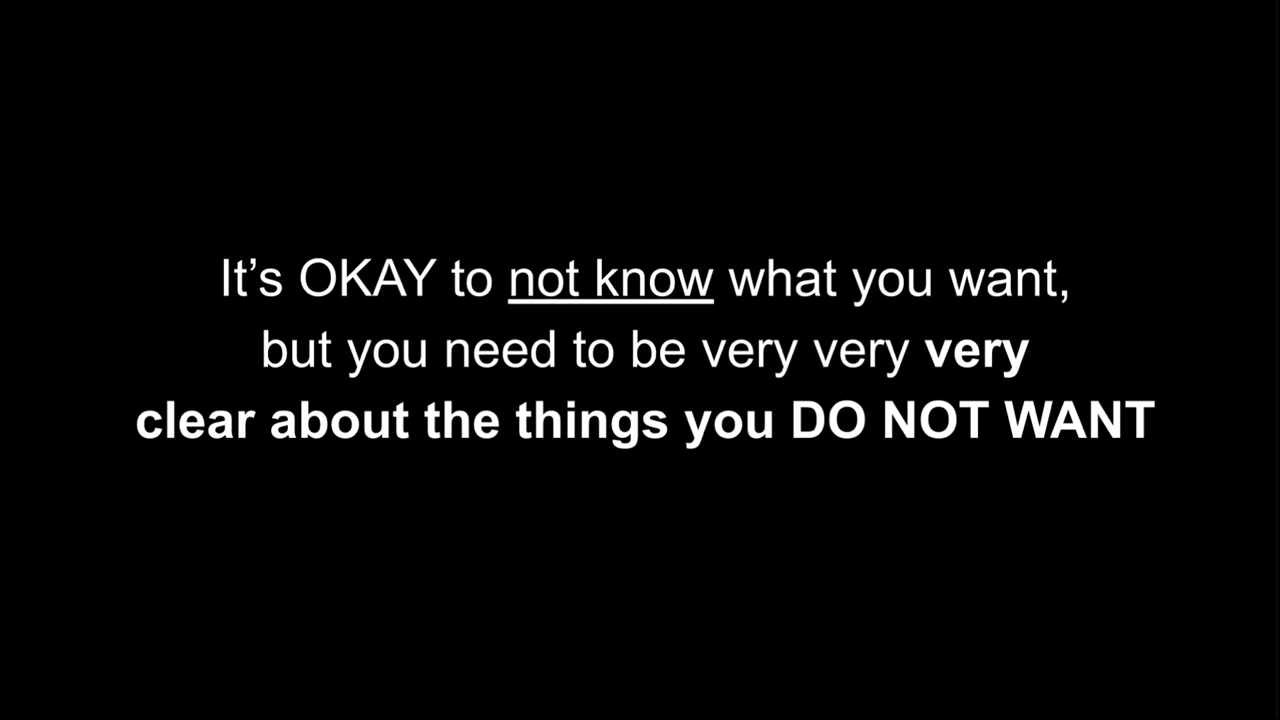 It’s OKAY to not know what you want,
but you need to be very very very
clear about the things you DO NOT WANT